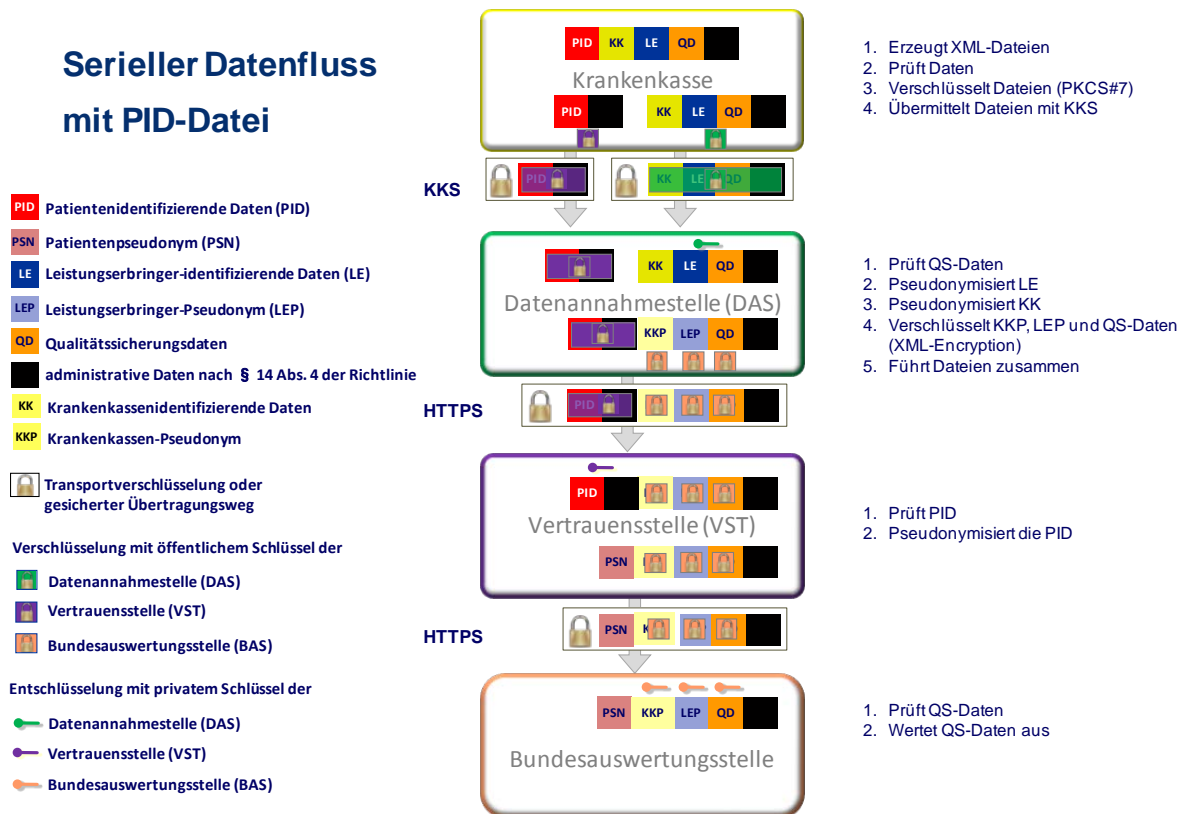 Serieller Datenfluss
mit PID-Datei
PID Patientenidentifizierende Daten (PID)
PSN Patientenpseudonym (PSN)
LE Leistungserbringer-identifizierende Daten (LE)
LEP Leistungserbringer-Pseudonym (LEP)
QD Qualitätssicherungsdaten
administrative Daten nach § 14 Abs. 4 der Richtlinie
KK Krankenkassenidentifizierende Daten
KKP Krankenkassen-Pseudonym
Transportverschlüsselung oder
gesicherter Übertragungsweg
Verschlüsselung mit öffentlichem Schlüssel der
Datenannahmestelle (DAS)
Vertrauensstelle (VST)
Bundesauswertungsstelle (BAS)
Entschlüsselung mit privatem Schlüssel der
Datenannahmestelle (DAS)
Vertrauensstelle (VST)
Bundesauswertungsstelle (BAS)
PID KK LE QD
Krankenkasse
PID KK LE QD
KKS
PID KK LE QD
KK LE QD
Datenannahmestelle (DAS)
KKP LEP QD
HTTPS
PID
PID
Vertrauensstelle (VST)
PSN
HTTPS
PSN K
PSN KKP LEP QD
Bundesauswertungsstelle
1. Erzeugt XML-Dateien
2. Prüft Daten
3. Verschlüsselt Dateien (PKCS#7)
4. Übermittelt Dateien mit KKS
1. Prüft QS-Daten
2. Pseudonymisiert LE
3. Pseudonymisiert KK
4. Verschlüsselt KKP, LEP und QS-Daten
(XML-Encryption)
5. Führt Dateien zusammen
1. Prüft PID
2. Pseudonymisiert die PID
1. Prüft QS-Daten
2. Wertet QS-Daten aus